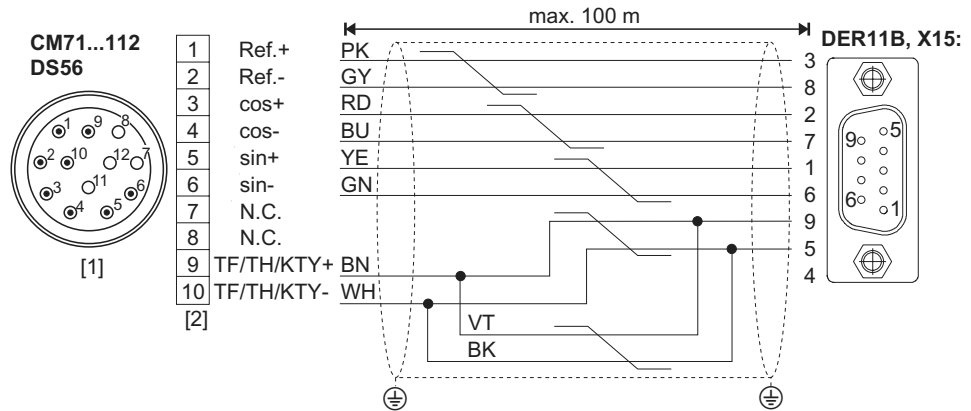 max. 100 m
CM71...112
DS56
DER11B, X15:
1 Ref.+ PK 3
2 Ref.- GY 8
3 cos+ RD 2
4 cos- BU 7
5 sin+ YE 1
6 sin- GN 6
7 N.C. 9
8 N.C. 5
9 TF/TH/KTY+ BN 4
10 TF/TH/KTY- WH
VT
BK
1 9 8
2 10 12 7
3 11 6
4 5
[1]
[2]
9 5
6 1